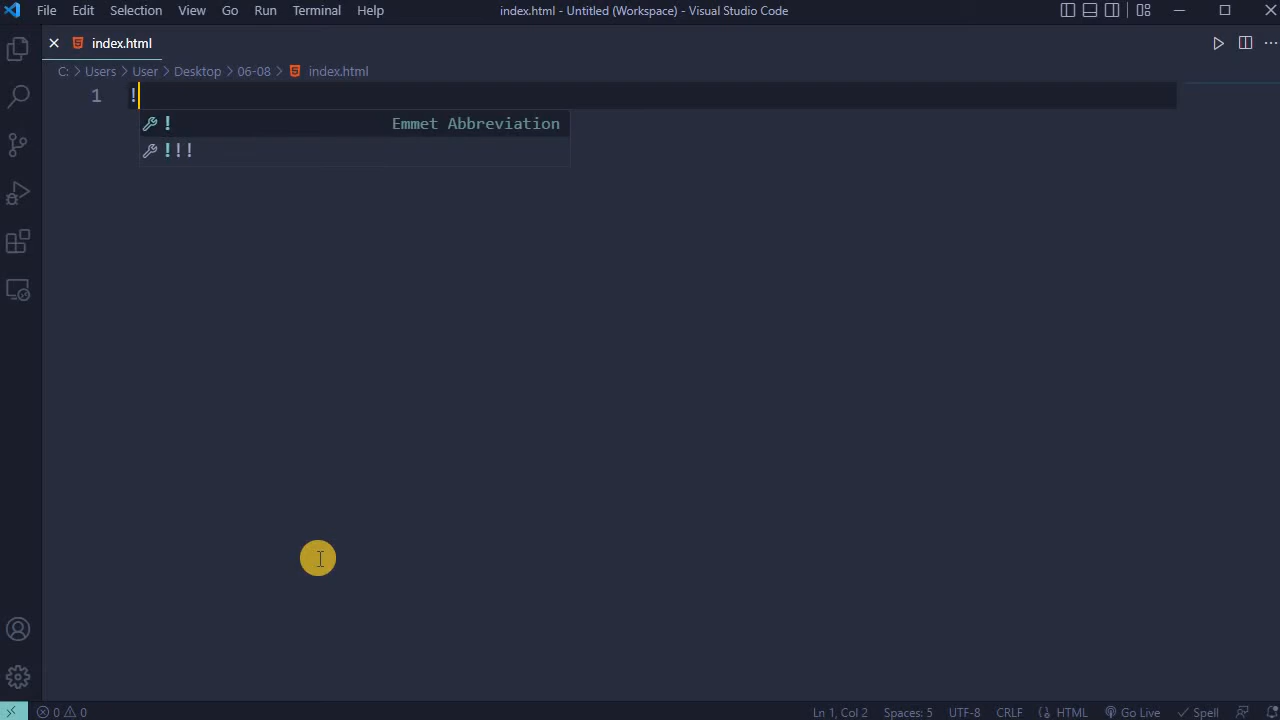 File Edit Selection View Go Run Terminal Help index.html - Untitled (Workspace) - Visual Studio Code
index.html
C: > Users > User > Desktop > 06-08 > index.html
1 !
! Emmet Abbreviation
!!!
0 0 Ln 1, Col 2 Spaces: 5 UTF-8 CRLF {} HTML Go Live Spell